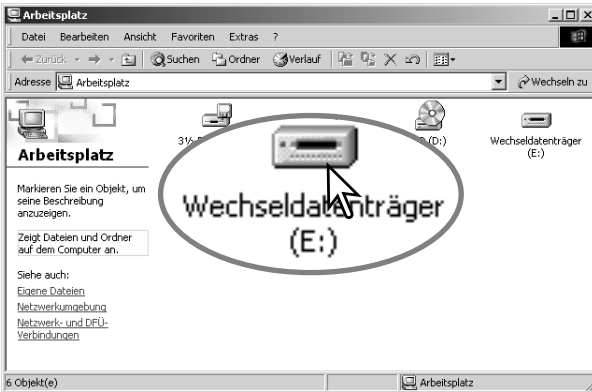 Arbeitsplatz
Datei Bearbeiten Ansicht Favoriten Extras ?
Zurück Suchen Ordner Verlauf
Adresse Arbeitsplatz Wechseln zu
Arbeitsplatz
Markieren Sie ein Objekt, um
seine Beschreibung
anzuzeigen.
Zeigt Dateien und Ordner
auf dem Computer an.
Siehe auch:
Eigene Dateien
Netzwerkumgebung
Netzwerk- und DFÜ-
Verbindungen
3½
(D:)
Wechseldatenträger
(E:)
Wechseldatenträger
(E:)
6 Objekt(e)
Arbeitsplatz